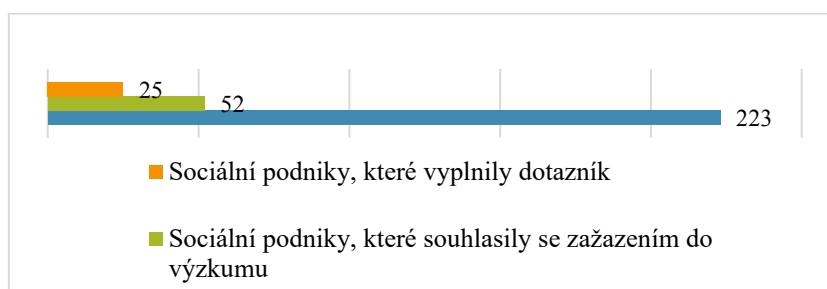 25
52
223
Sociální podniky, které vyplnily dotazník
Sociální podniky, které souhlasily se zažazením do
výzkumu